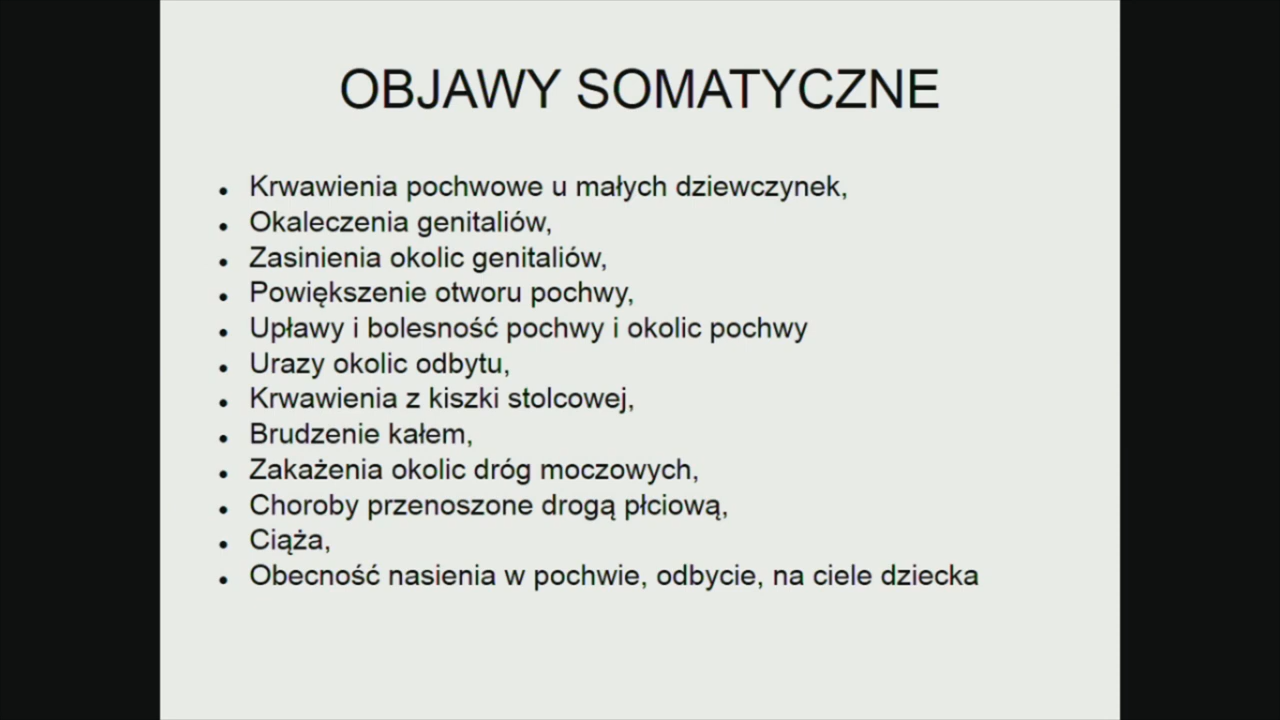 OBJAWY SOMATYCZNE
• Krwawienia pochwowe u małych dziewczynek,
• Okaleczenia genitaliów,
• Zasinienia okolic genitaliów,
• Powiększenie otworu pochwy,
• Upławy i bolesność pochwy i okolic pochwy
• Urazy okolic odbytu,
• Krwawienia z kiszki stolcowej,
• Brudzenie kałem,
• Zakażenia okolic dróg moczowych,
• Choroby przenoszone drogą płciową,
• Ciąża,
• Obecność nasienia w pochwie, odbycie, na ciele dziecka